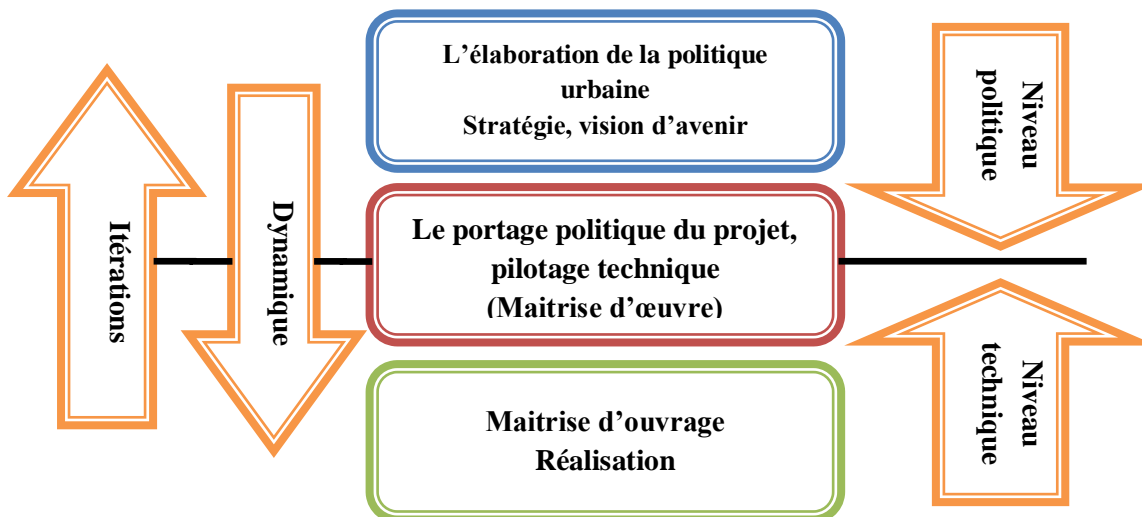 L’élaboration de la politique
urbaine
Stratégie, vision d’avenir
Niveau
politique
Itérations
Dynamique
Le portage politique du projet,
pilotage technique
(Maitrise d’œuvre)
Maitrise d’ouvrage
Réalisation
Niveau
technique